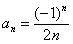 aₙ = (-1)ⁿ / 2n